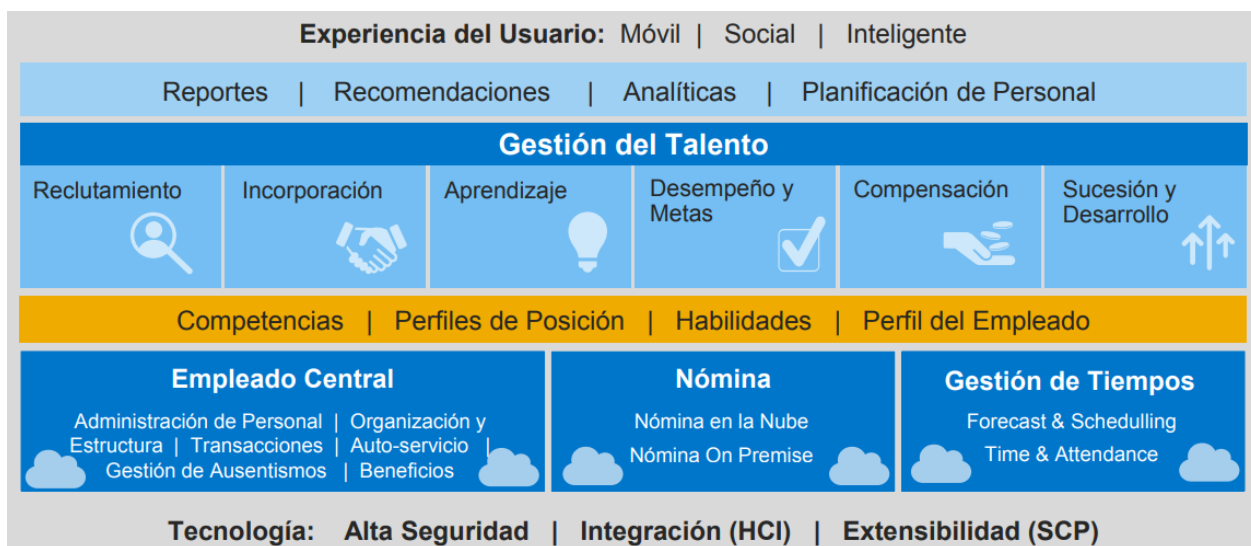 Experiencia del Usuario: Móvil | Social | Inteligente
Reportes | Recomendaciones | Analíticas | Planificación de Personal
Gestión del Talento
Reclutamiento
Incorporación
Aprendizaje
Desempeño y
Metas
Compensación
Sucesión y
Desarrollo
Competencias | Perfiles de Posición | Habilidades | Perfil del Empleado
Empleado Central
Administración de Personal | Organización y
Estructura | Transacciones | Auto-servicio |
Gestión de Ausentismos | Beneficios
Nómina
Nómina en la Nube
Nómina On Premise
Gestión de Tiempos
Forecast & Schedulling
Time & Attendance
Tecnología: Alta Seguridad | Integración (HCI) | Extensibilidad (SCP)